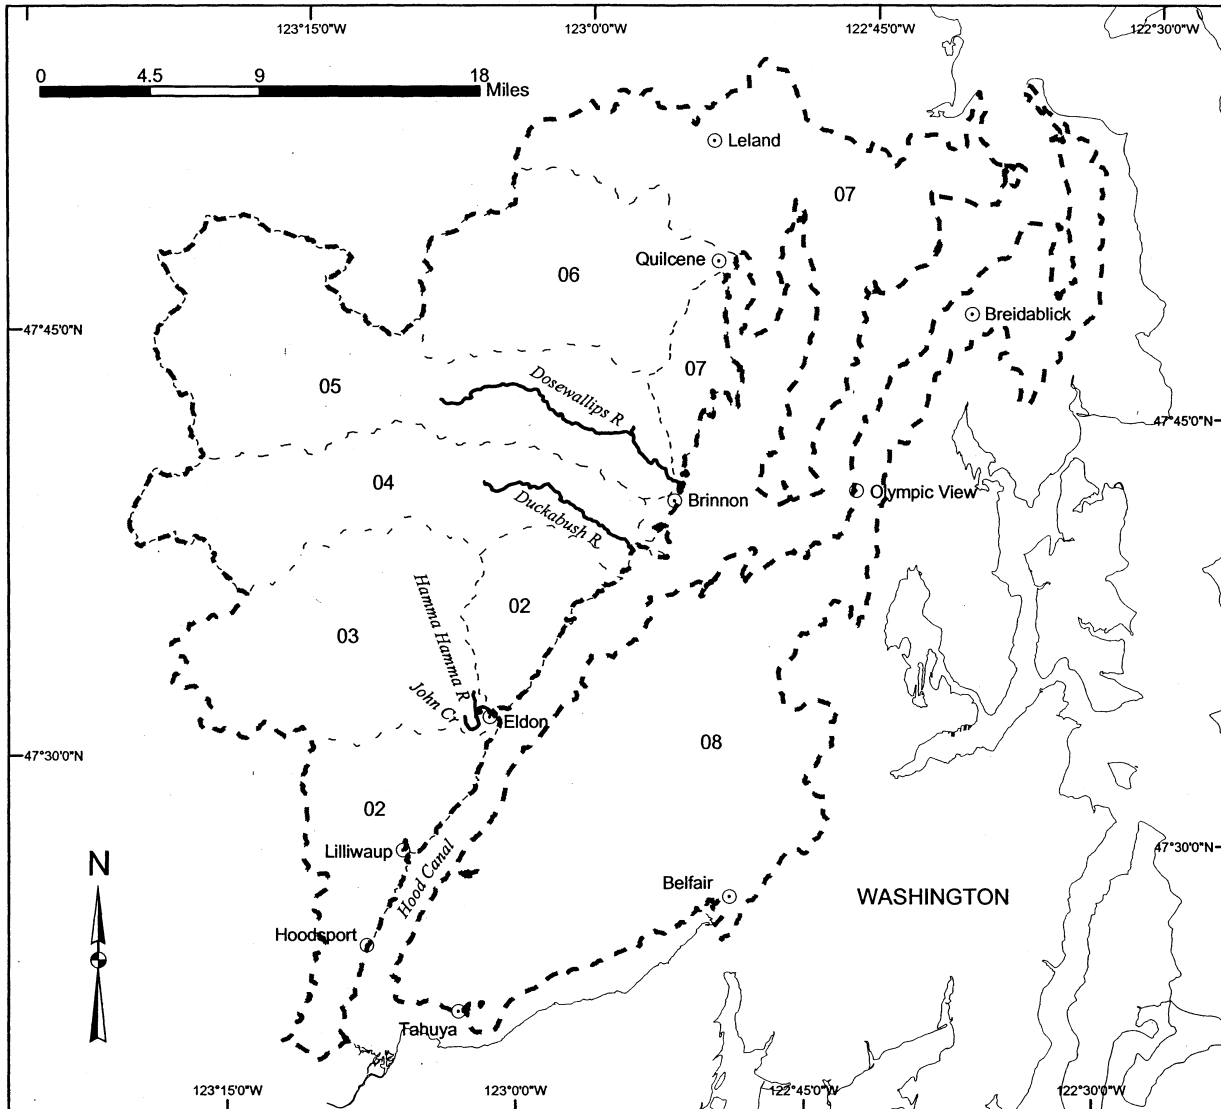 123°15'0"W 123°0'0"W 122°45'0"W 122°30'0"W
0 4.5 9 18
Miles
Leland
07
Quilcene
06
Breidablick
47°45'0"N
07
05
Dosewallips R
47°45'0"N
04
Olympic View
Brinnon
Duckabush R
02
03
Hamma Hamma R
John Cr
Eldon
08
47°30'0"N
02
Lilliwaup
47°30'0"N
N
Hood Canal
Belfair
WASHINGTON
Hoodsport
Tahuya
123°15'0"W 123°0'0"W 122°45'0"W 122°30'0"W